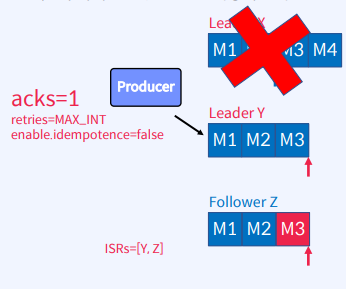 Leader X
M1 M3 M4
Producer
acks=1
retries=MAX_INT
enable.idempotence=false
Leader Y
M1 M2 M3
Follower Z
M1 M2 M3
ISRs=[Y, Z]